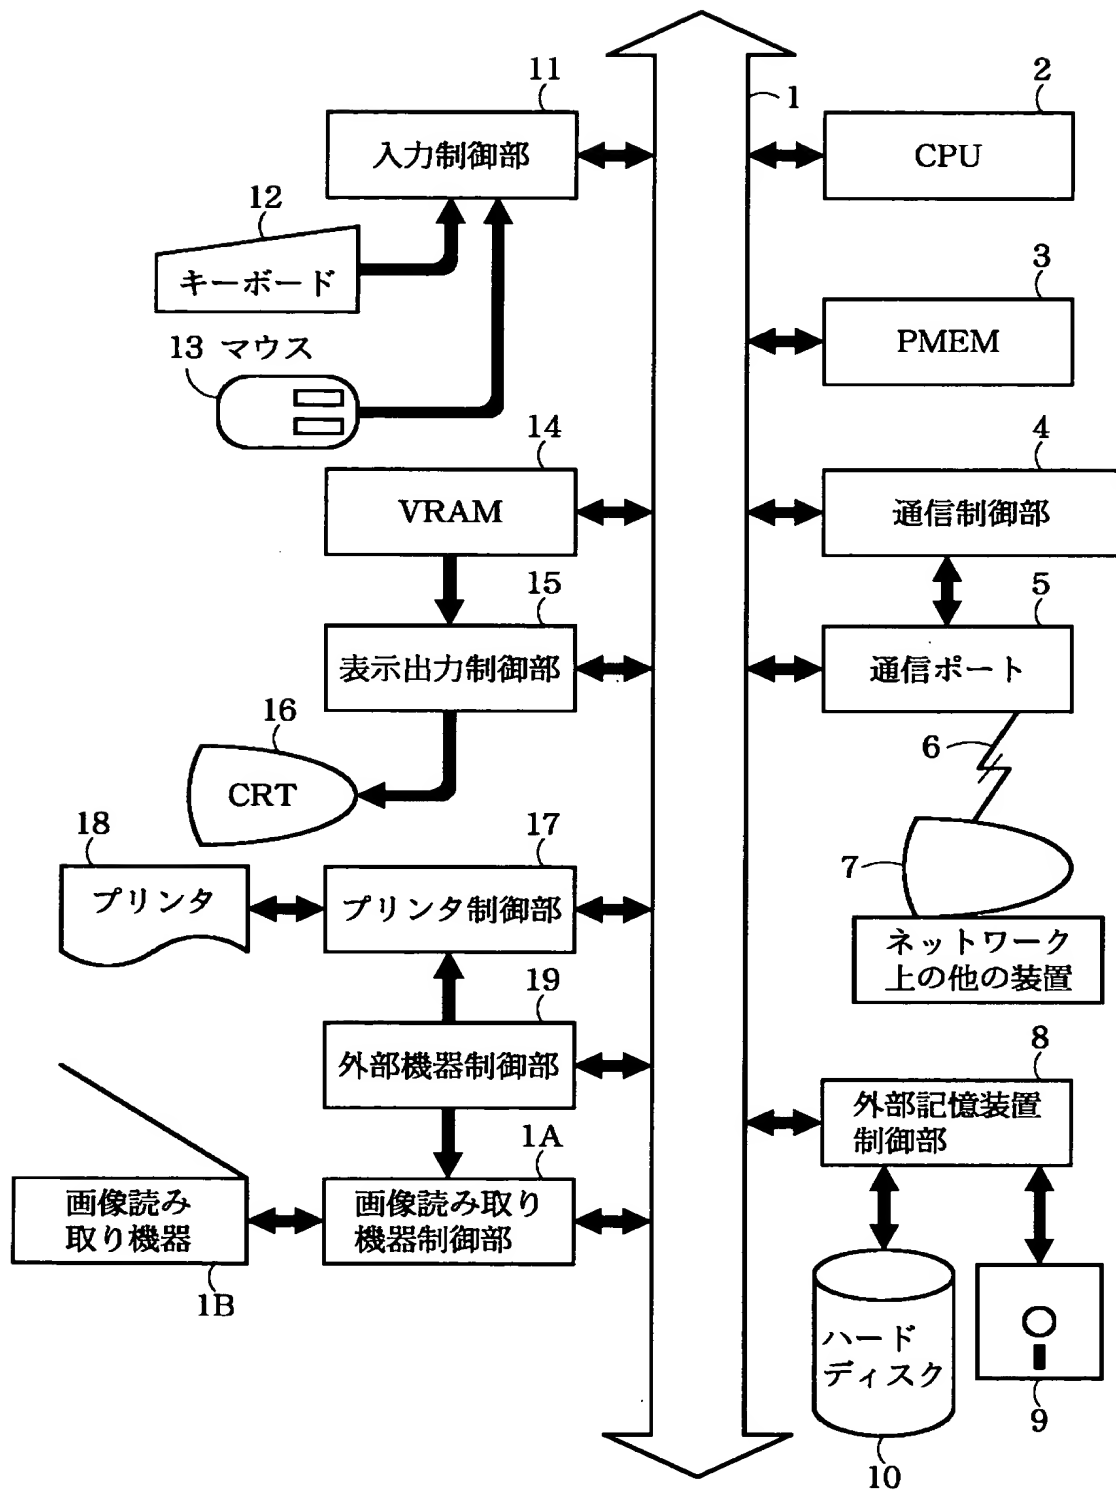 11
入力制御部
12
キーボード
13 マウス
14
VRAM
15
表示出力制御部
16
CRT
17
プリンタ制御部
18
プリンタ
19
外部機器制御部
1A
画像読み取り
機器制御部
画像読み
取り機器
1B
1
2
CPU
3
PMEM
4
通信制御部
5
通信ポート
6
7
ネットワーク
上の他の装置
8
外部記憶装置
制御部
ハード
ディスク
10
9